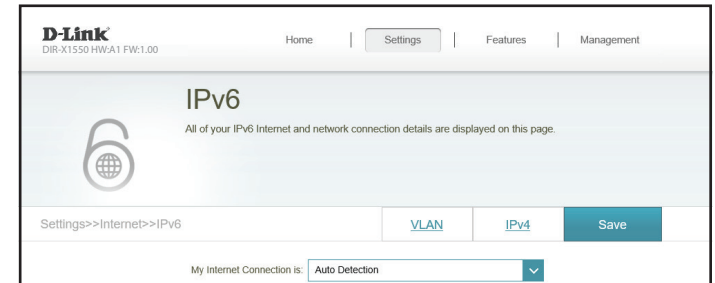 D-Link
DIR-X1550 HW:A1 FW:1.00
Home | Settings | Features | Management
IPv6
All of your IPv6 Internet and network connection details are displayed on this page.
Settings>>Internet>>IPv6
VLAN
IPv4
Save
My Internet Connection is: Auto Detection